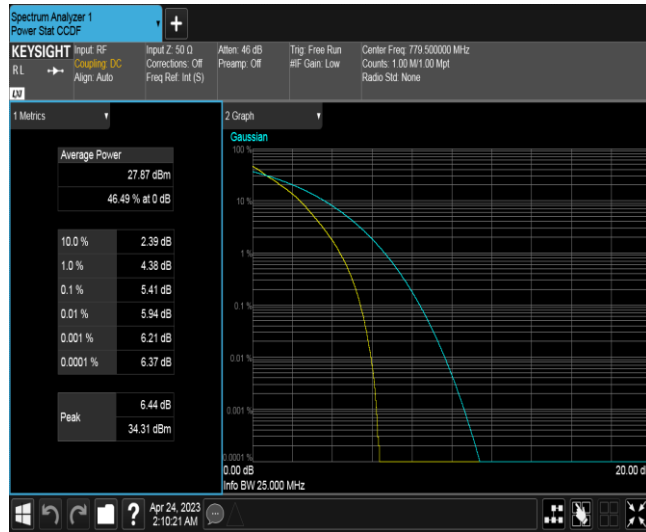 Spectrum Analyzer 1
Power Stat CCDF
+
KEYSIGHT
RL
LXI
Input: RF
Coupling: DC
Align: Auto
Input Z: 50 Ω
Corrections: Off
Freq Ref: Int (S)
Atten: 46 dB
Preamp: Off
Trig: Free Run
#IF Gain: Low
Center Freq: 779.500000 MHz
Counts: 1.00 M/1.00 Mpt
Radio Std: None
1 Metrics
Average Power
27.87 dBm
46.49 % at 0 dB
10.0 % 2.39 dB
1.0 % 4.38 dB
0.1 % 5.41 dB
0.01 % 5.94 dB
0.001 % 6.21 dB
0.0001 % 6.37 dB
Peak 6.44 dB
34.31 dBm
2 Graph
Gaussian
100 %
10 %
1 %
0.1 %
0.01 %
0.001 %
0.0001 %
0.00 dB
20.00 d
Info BW 25.000 MHz
?
Apr 24, 2023
2:10:21 AM